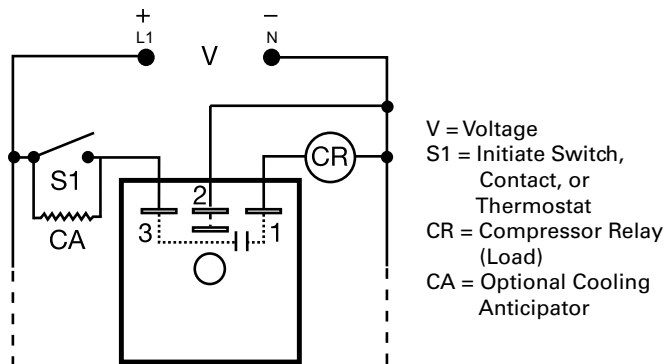 + −
L1 V N
S1
CA
CR
2
3 1
V = Voltage
S1 = Initiate Switch,
Contact, or
Thermostat
CR = Compressor Relay
(Load)
CA = Optional Cooling
Anticipator